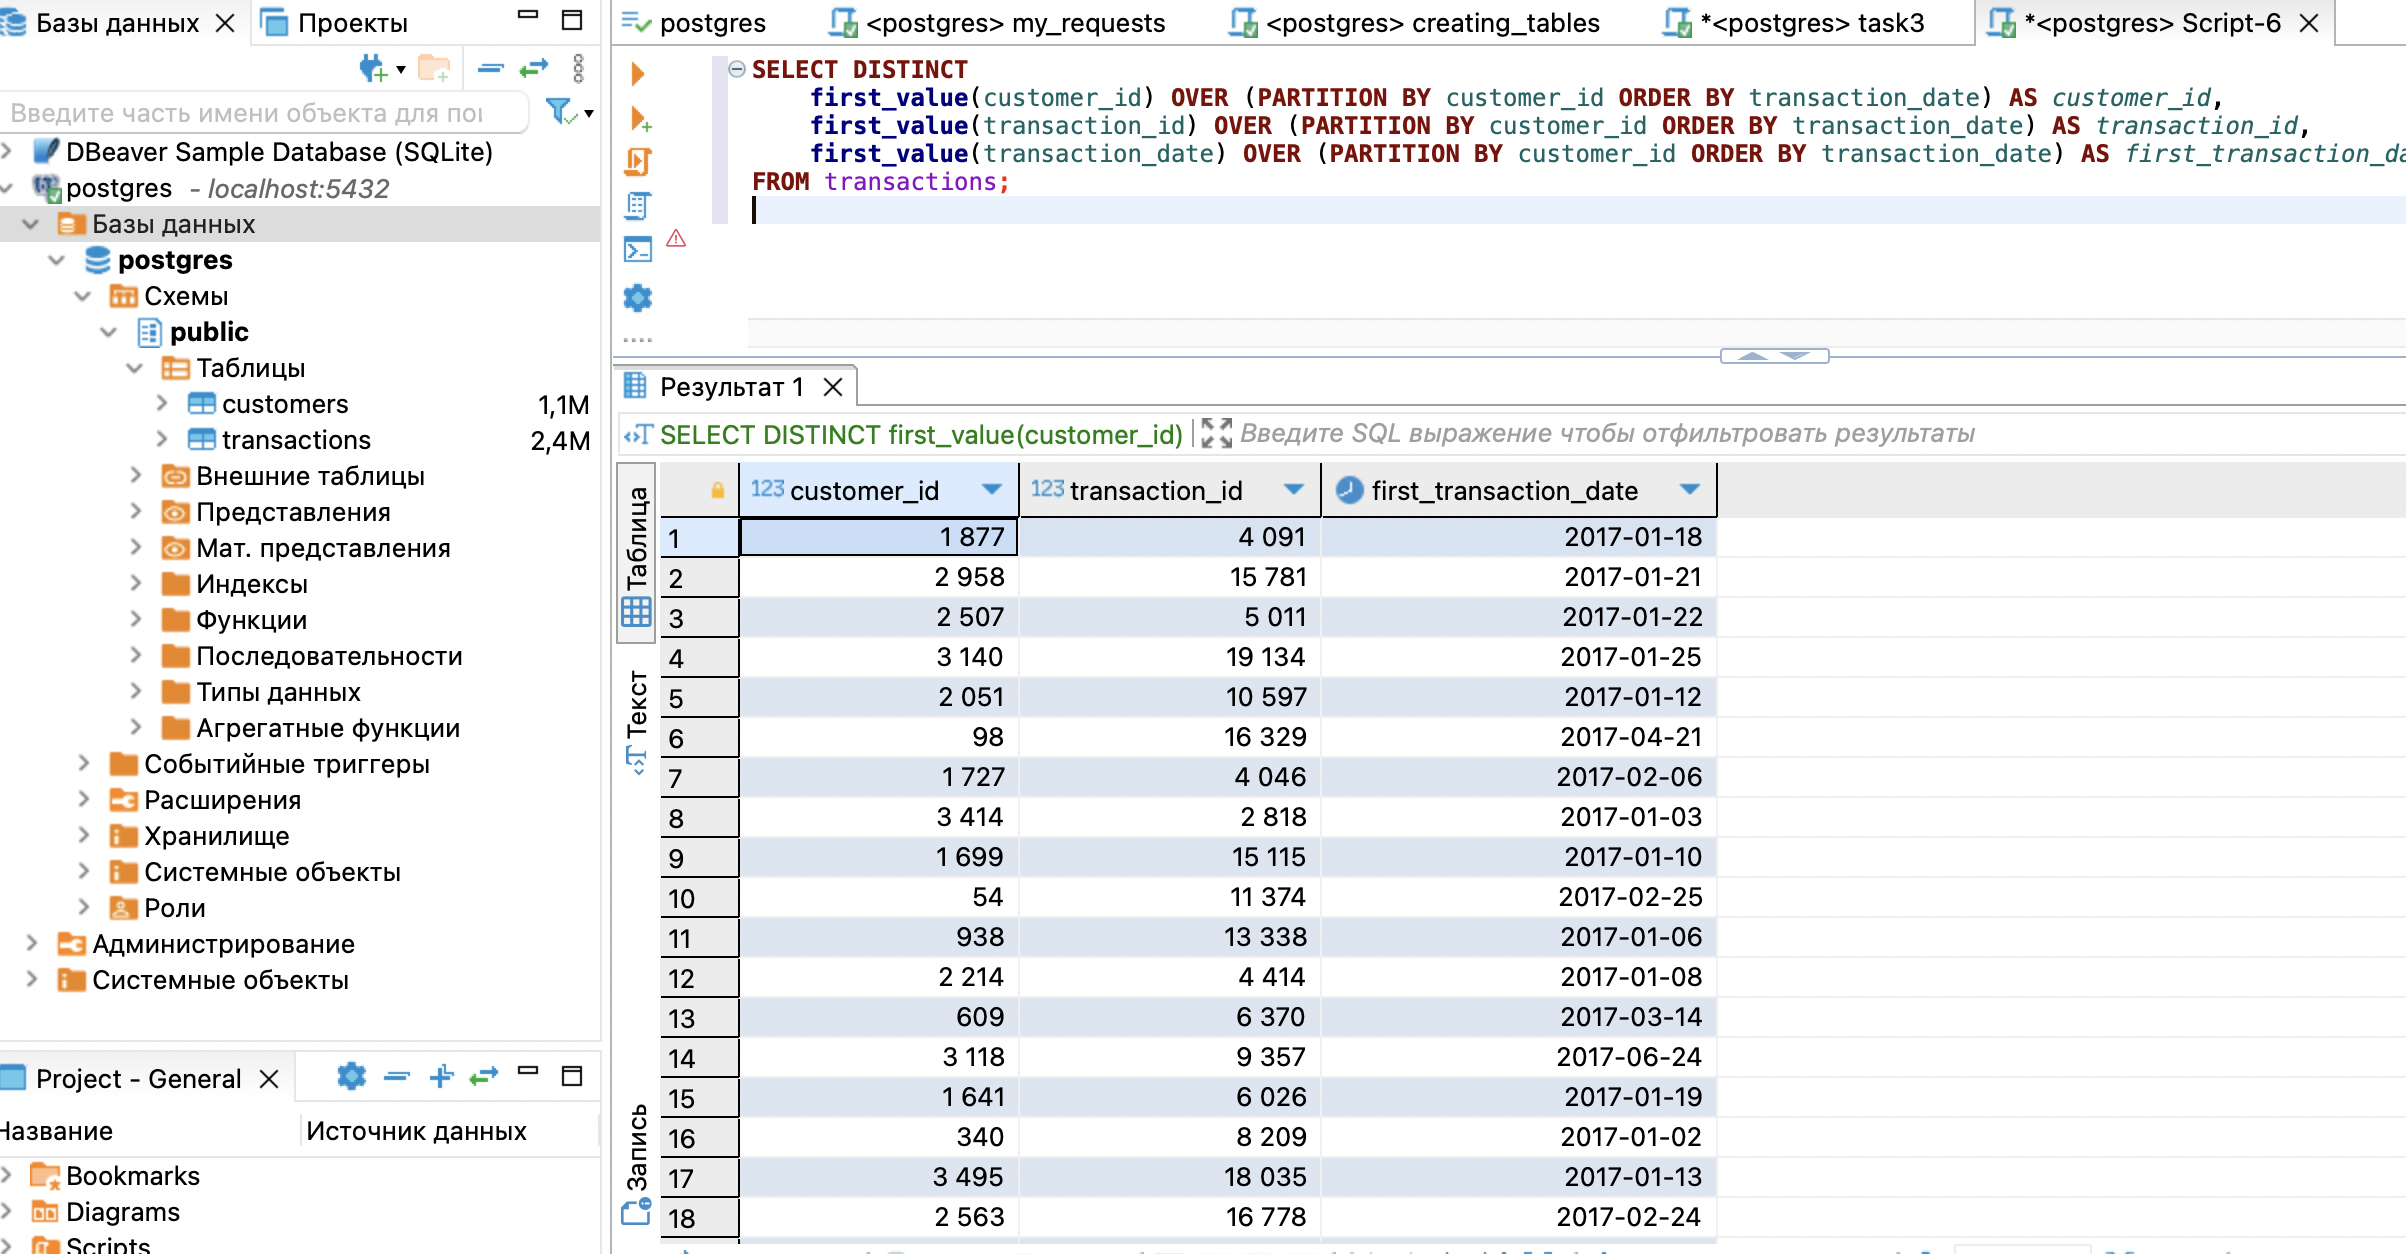 Базы данных
Проекты
Введите часть имени объекта для пои
DBeaver Sample Database (SQLite)
postgres - localhost:5432
Базы данных
postgres
Схемы
public
Таблицы
customers 1,1M
transactions 2,4M
Внешние таблицы
Представления
Мат. представления
Индексы
Функции
Последовательности
Типы данных
Агрегатные функции
Событийные триггеры
Расширения
Хранилище
Системные объекты
Роли
Администрирование
Системные объекты
Project - General
Название Источник данных
Bookmarks
Diagrams
Scripts
postgres
<postgres> my_requests
<postgres> creating_tables
*<postgres> task3
*<postgres> Script-6
SELECT DISTINCT
first_value(customer_id) OVER (PARTITION BY customer_id ORDER BY transaction_date) AS customer_id,
first_value(transaction_id) OVER (PARTITION BY customer_id ORDER BY transaction_date) AS transaction_id,
first_value(transaction_date) OVER (PARTITION BY customer_id ORDER BY transaction_date) AS first_transaction_da
FROM transactions;
Результат 1
SELECT DISTINCT first_value(customer_id)
Введите SQL выражение чтобы отфильтровать результаты
Таблица
Текст
Запись
123 customer_id 123 transaction_id first_transaction_date
1 1 877 4 091 2017-01-18
2 2 958 15 781 2017-01-21
3 2 507 5 011 2017-01-22
4 3 140 19 134 2017-01-25
5 2 051 10 597 2017-01-12
6 98 16 329 2017-04-21
7 1 727 4 046 2017-02-06
8 3 414 2 818 2017-01-03
9 1 699 15 115 2017-01-10
10 54 11 374 2017-02-25
11 938 13 338 2017-01-06
12 2 214 4 414 2017-01-08
13 609 6 370 2017-03-14
14 3 118 9 357 2017-06-24
15 1 641 6 026 2017-01-19
16 340 8 209 2017-01-02
17 3 495 18 035 2017-01-13
18 2 563 16 778 2017-02-24